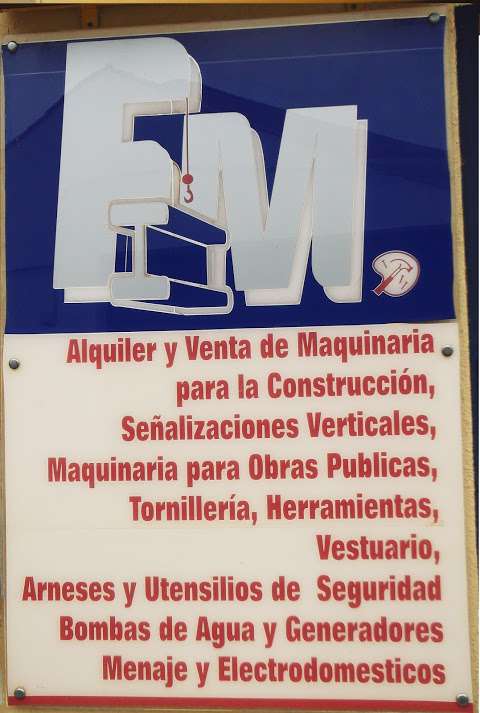 EM
Alquiler y Venta de Maquinaria
para la Construcción,
Señalizaciones Verticales,
Maquinaria para Obras Publicas,
Tornillería, Herramientas,
Vestuario,
Arneses y Utensilios de Seguridad
Bombas de Agua y Generadores
Menaje y Electrodomesticos